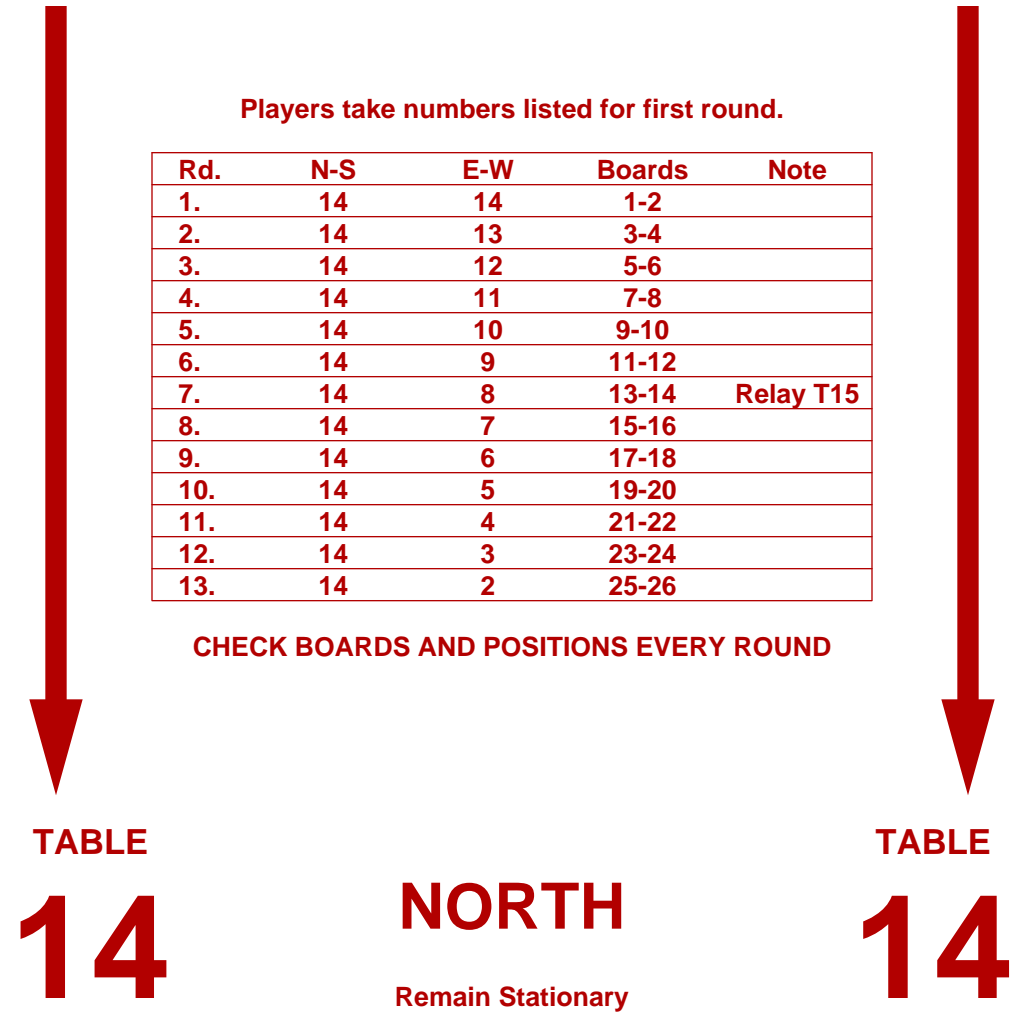 Players take numbers listed for first round.
Rd. N-S E-W Boards Note
1. 14 14 1-2
2. 14 13 3-4
3. 14 12 5-6
4. 14 11 7-8
5. 14 10 9-10
6. 14 9 11-12
7. 14 8 13-14 Relay T15
8. 14 7 15-16
9. 14 6 17-18
10. 14 5 19-20
11. 14 4 21-22
12. 14 3 23-24
13. 14 2 25-26
CHECK BOARDS AND POSITIONS EVERY ROUND
TABLE TABLE
14 NORTH 14
Remain Stationary